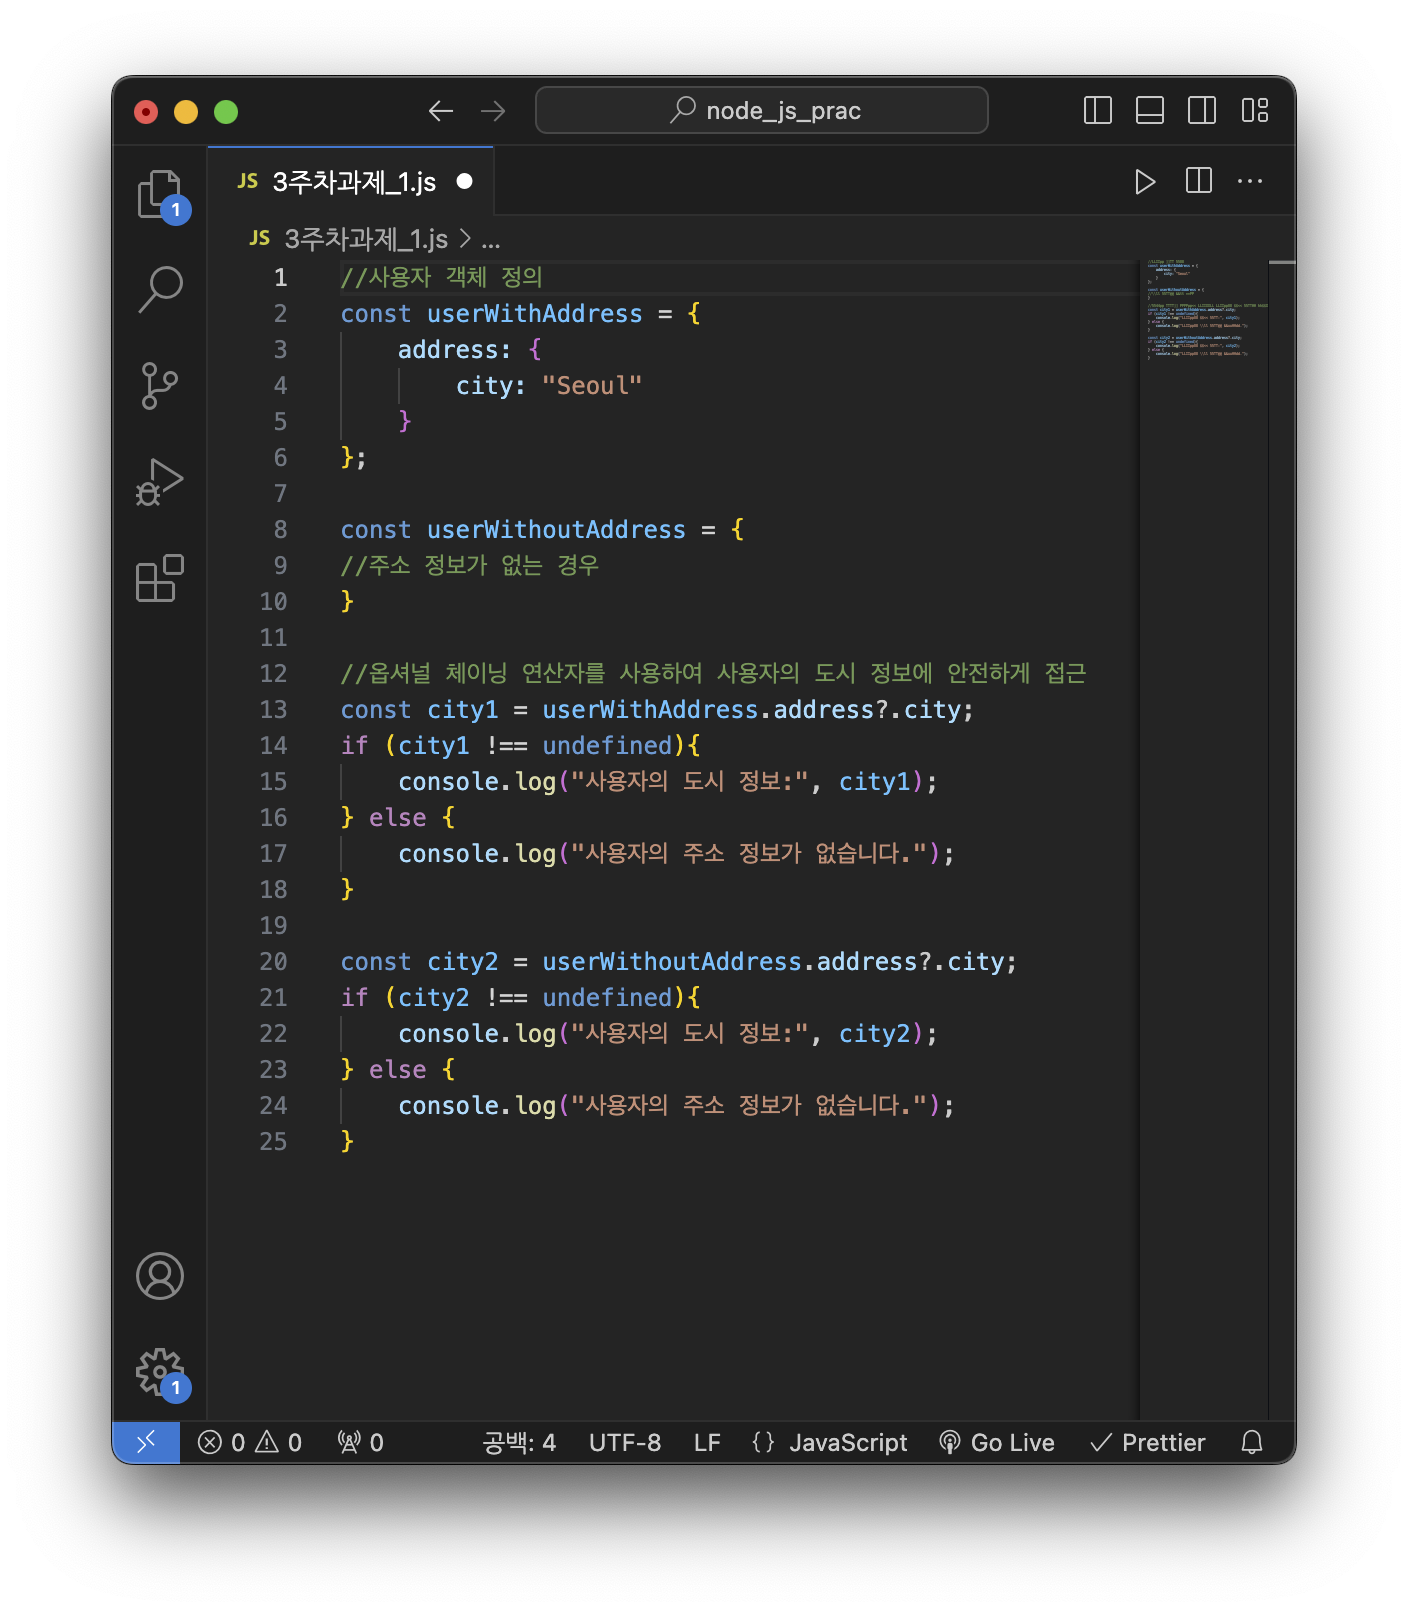 node_js_prac
JS 3주차과제_1.js
1
JS 3주차과제_1.js > ...
1 //사용자 객체 정의
2 const userWithAddress = {
3     address: {
4         city: "Seoul"
5     }
6 };
7
8 const userWithoutAddress = {
9 //주소 정보가 없는 경우
10 }
11
12 //옵셔널 체이닝 연산자를 사용하여 사용자의 도시 정보에 안전하게 접근
13 const city1 = userWithAddress.address?.city;
14 if (city1 !== undefined){
15     console.log("사용자의 도시 정보:", city1);
16 } else {
17     console.log("사용자의 주소 정보가 없습니다.");
18 }
19
20 const city2 = userWithoutAddress.address?.city;
21 if (city2 !== undefined){
22     console.log("사용자의 도시 정보:", city2);
23 } else {
24     console.log("사용자의 주소 정보가 없습니다.");
25 }
1
0 0 0 공백: 4 UTF-8 LF {} JavaScript Go Live Prettier